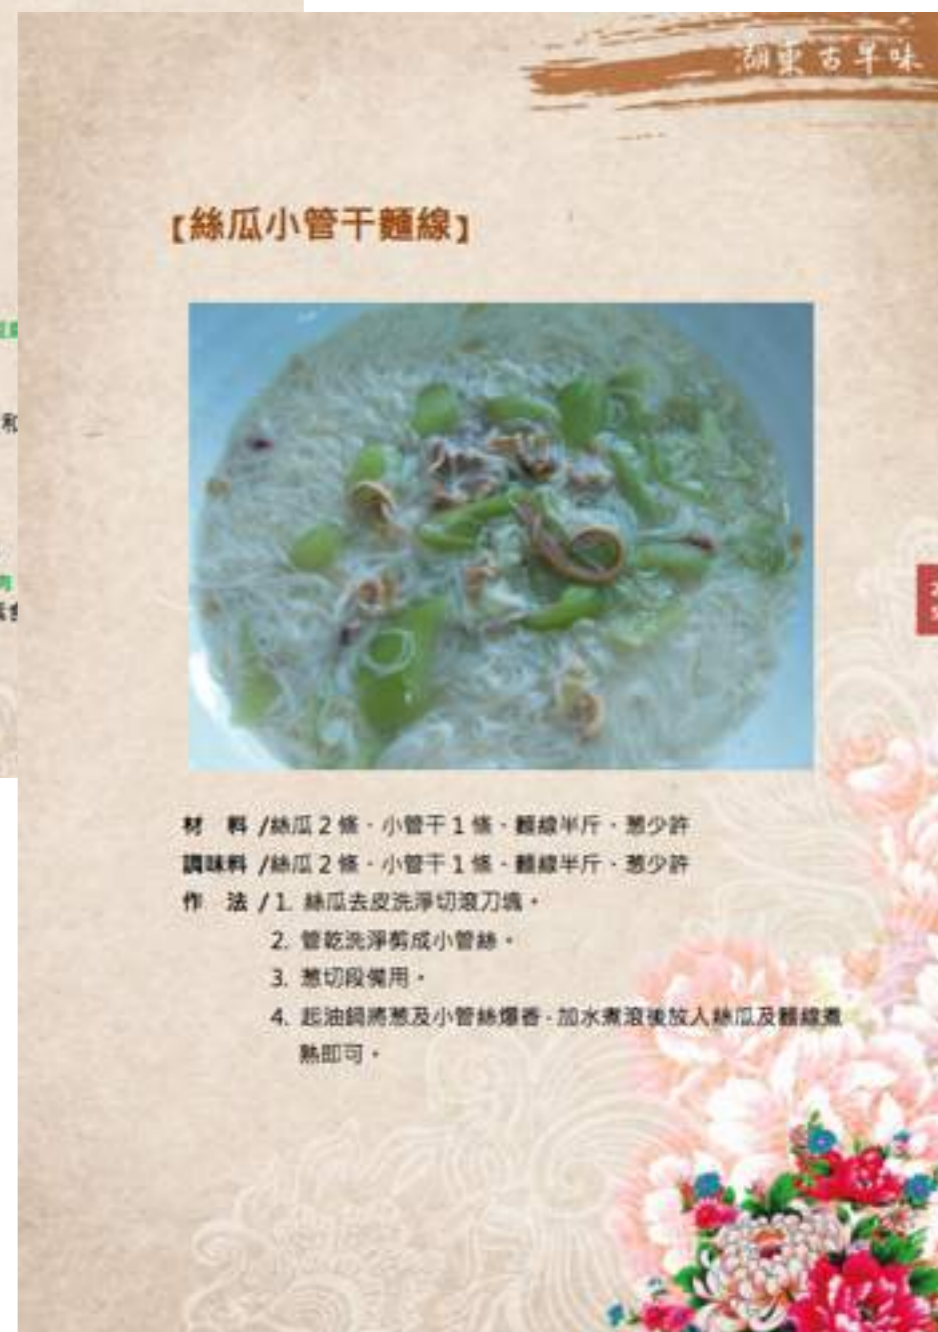 湖東古早味
【絲瓜小管干麵線】
材 料 /絲瓜 2 條、小管干 1 條、麵線半斤、蔥少許
調味料 /絲瓜 2 條、小管干 1 條、麵線半斤、蔥少許
作 法 / 1. 絲瓜去皮洗淨切滾刀塊。
2. 管乾洗淨剪成小管絲。
3. 蔥切段備用。
4. 起油鍋將蔥及小管絲爆香,加水煮滾後放入絲瓜及麵線煮
熟即可。
和